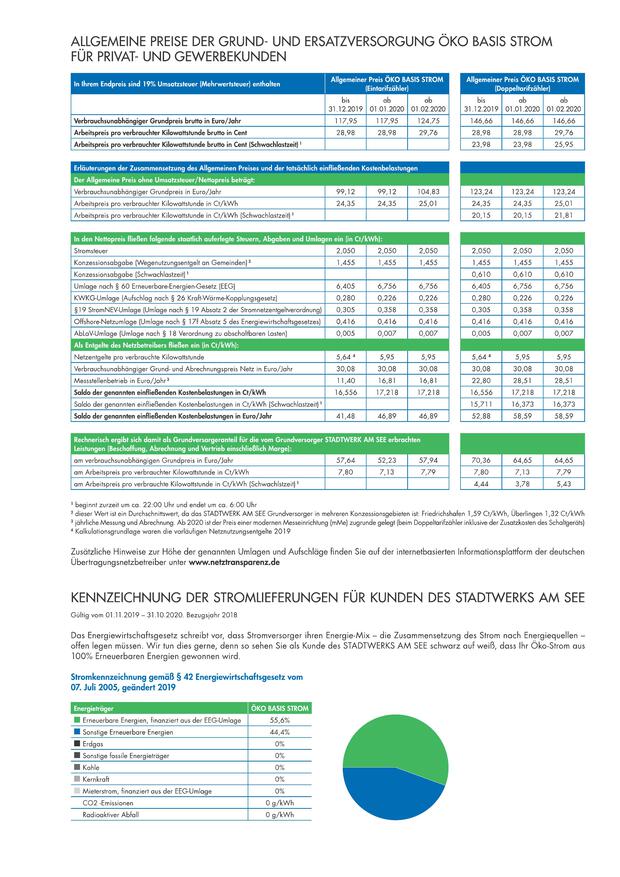 ALLGEMEINE PREISE DER GRUND- UND ERSATZVERSORGUNG ÖKO BASIS STROM
FÜR PRIVAT- UND GEWERBEKUNDEN
In Ihrem Endpreis sind 19% Umsatzsteuer (Mehrwertsteuer) enthalten
Allgemeiner Preis ÖKO BASIS STROM (Eintarifzähler)
Allgemeiner Preis ÖKO BASIS STROM (Doppeltarifzähler)
bis 31.12.2019 ab 01.01.2020 ab 01.02.2020 bis 31.12.2019 ab 01.01.2020 ab 01.02.2020
Verbrauchsunabhängiger Grundpreis brutto in Euro/Jahr 117,95 117,95 124,75 146,66 146,66 146,66
Arbeitspreis pro verbrauchter Kilowattstunde brutto in Cent 28,98 28,98 29,76 28,98 28,98 29,76
Arbeitspreis pro verbrauchter Kilowattstunde brutto in Cent (Schwachlastzeit) ¹ 23,98 23,98 25,95
Erläuterungen der Zusammensetzung des Allgemeinen Preises und der tatsächlich einfließenden Kostenbelastungen
Der Allgemeine Preis ohne Umsatzsteuer/Nettopreis beträgt:
Verbrauchsunabhängiger Grundpreis in Euro/Jahr 99,12 99,12 104,83 123,24 123,24 123,24
Arbeitspreis pro verbrauchter Kilowattstunde in Ct/kWh 24,35 24,35 25,01 24,35 24,35 25,01
Arbeitspreis pro verbrauchter Kilowattstunde in Ct/kWh (Schwachlastzeit) ¹ 20,15 20,15 21,81
In den Nettopreis fließen folgende staatlich auferlegte Steuern, Abgaben und Umlagen ein (in Ct/kWh):
Stromsteuer 2,050 2,050 2,050 2,050 2,050 2,050
Konzessionsabgabe (Wegenutzungsentgelt an Gemeinden) ² 1,455 1,455 1,455 1,455 1,455 1,455
Konzessionsabgabe (Schwachlastzeit) ¹ 0,610 0,610 0,610
Umlage nach § 60 Erneuerbare-Energien-Gesetz (EEG) 6,405 6,756 6,756 6,405 6,756 6,756
KWKG-Umlage (Aufschlag nach § 26 Kraft-Wärme-Kopplungsgesetz) 0,280 0,226 0,226 0,280 0,226 0,226
§19 StromNEV-Umlage (Umlage nach § 19 Absatz 2 der Stromnetzentgeltverordnung) 0,305 0,358 0,358 0,305 0,358 0,358
Offshore-Netzumlage (Umlage nach § 17f Absatz 5 des Energiewirtschaftsgesetzes) 0,416 0,416 0,416 0,416 0,416 0,416
AbLaV-Umlage (Umlage nach § 18 Verordnung zu abschaltbaren Lasten) 0,005 0,007 0,007 0,005 0,007 0,007
Als Entgelte des Netzbetreibers fließen ein (in Ct/kWh):
Netzentgelte pro verbrauchte Kilowattstunde 5,64 ⁴ 5,95 5,95 5,64 ⁴ 5,95 5,95
Verbrauchsunabhängiger Grund- und Abrechnungspreis Netz in Euro/Jahr 30,08 30,08 30,08 30,08 30,08 30,08
Messstellenbetrieb in Euro/Jahr ³ 11,40 16,81 16,81 22,80 28,51 28,51
Saldo der genannten einfließenden Kostenbelastungen in Ct/kWh 16,556 17,218 17,218 16,556 17,218 17,218
Saldo der genannten einfließenden Kostenbelastungen in Ct/kWh (Schwachlastzeit) ¹ 15,711 16,373 16,373
Saldo der genannten einfließenden Kostenbelastungen in Euro/Jahr 41,48 46,89 46,89 52,88 58,59 58,59
Rechnerisch ergibt sich damit als Grundversorgeranteil für die vom Grundversorger STADTWERK AM SEE erbrachten
Leistungen (Beschaffung, Abrechnung und Vertrieb einschließlich Marge):
am verbrauchsunabhängigen Grundpreis in Euro/Jahr 57,64 52,23 57,94 70,36 64,65 64,65
am Arbeitspreis pro verbrauchter Kilowattstunde in Ct/kWh 7,80 7,13 7,79 7,80 7,13 7,79
am Arbeitspreis pro verbrauchter Kilowattstunde in Ct/kWh (Schwachlastzeit) ¹ 4,44 3,78 5,43
¹ beginnt zurzeit um ca. 22:00 Uhr und endet um ca. 6:00 Uhr
² dieser Wert ist ein Durchschnittswert, da das STADTWERK AM SEE Grundversorger in mehreren Konzessionsgebieten ist: Friedrichshafen 1,59 Ct/kWh, Überlingen 1,32 Ct/kWh
³ jährliche Messung und Abrechnung. Ab 2020 ist der Preis einer modernen Messeinrichtung (mMe) zugrunde gelegt (beim Doppeltarifzähler inklusive der Zusatzkosten des Schaltgeräts)
⁴ Kalkulationsgrundlage waren die vorläufigen Netznutzungsentgelte 2019
Zusätzliche Hinweise zur Höhe der genannten Umlagen und Aufschläge finden Sie auf der internetbasierten Informationsplattform der deutschen
Übertragungsnetzbetreiber unter www.netztransparenz.de
KENNZEICHNUNG DER STROMLIEFERUNGEN FÜR KUNDEN DES STADTWERKS AM SEE
Gültig vom 01.11.2019 – 31.10.2020. Bezugsjahr 2018
Das Energiewirtschaftsgesetz schreibt vor, dass Stromversorger ihren Energie-Mix – die Zusammensetzung des Strom nach Energiequellen –
offen legen müssen. Wir tun dies gerne, denn so sehen Sie als Kunde des STADTWERKS AM SEE schwarz auf weiß, dass Ihr Öko-Strom aus
100% Erneuerbaren Energien gewonnen wird.
Stromkennzeichnung gemäß § 42 Energiewirtschaftsgesetz vom
07. Juli 2005, geändert 2019
Energieträger ÖKO BASIS STROM
Erneuerbare Energien, finanziert aus der EEG-Umlage 55,6%
Sonstige Erneuerbare Energien 44,4%
Erdgas 0%
Sonstige fossile Energieträger 0%
Kohle 0%
Kernkraft 0%
Mieterstrom, finanziert aus der EEG-Umlage 0%
CO2 -Emissionen 0 g/kWh
Radioaktiver Abfall 0 g/kWh